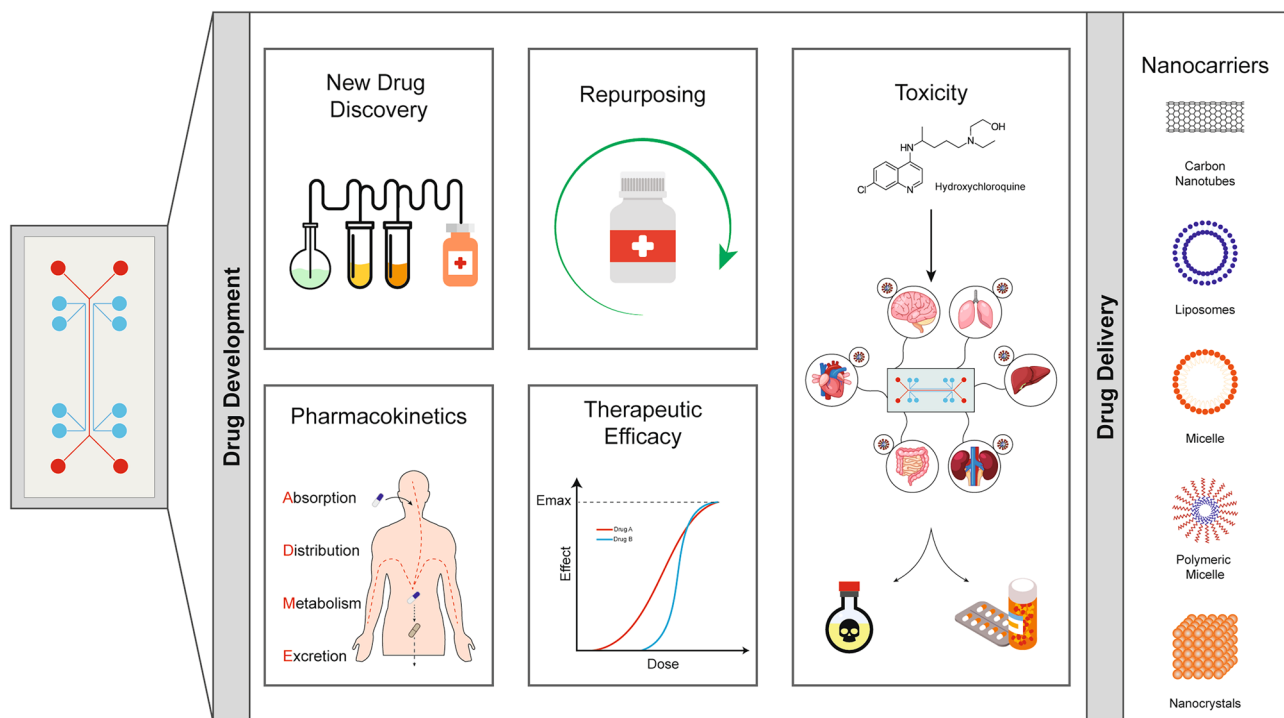 Drug Development
New Drug
Discovery
Repurposing
Toxicity
HN
N
OH
Cl
N
Hydroxychloroquine
Pharmacokinetics
Absorption
Distribution
Metabolism
Excretion
Therapeutic
Efficacy
Emax
Drug A
Drug B
Effect
Dose
Drug Delivery
Nanocarriers
Carbon
Nanotubes
Liposomes
Micelle
Polymeric
Micelle
Nanocrystals